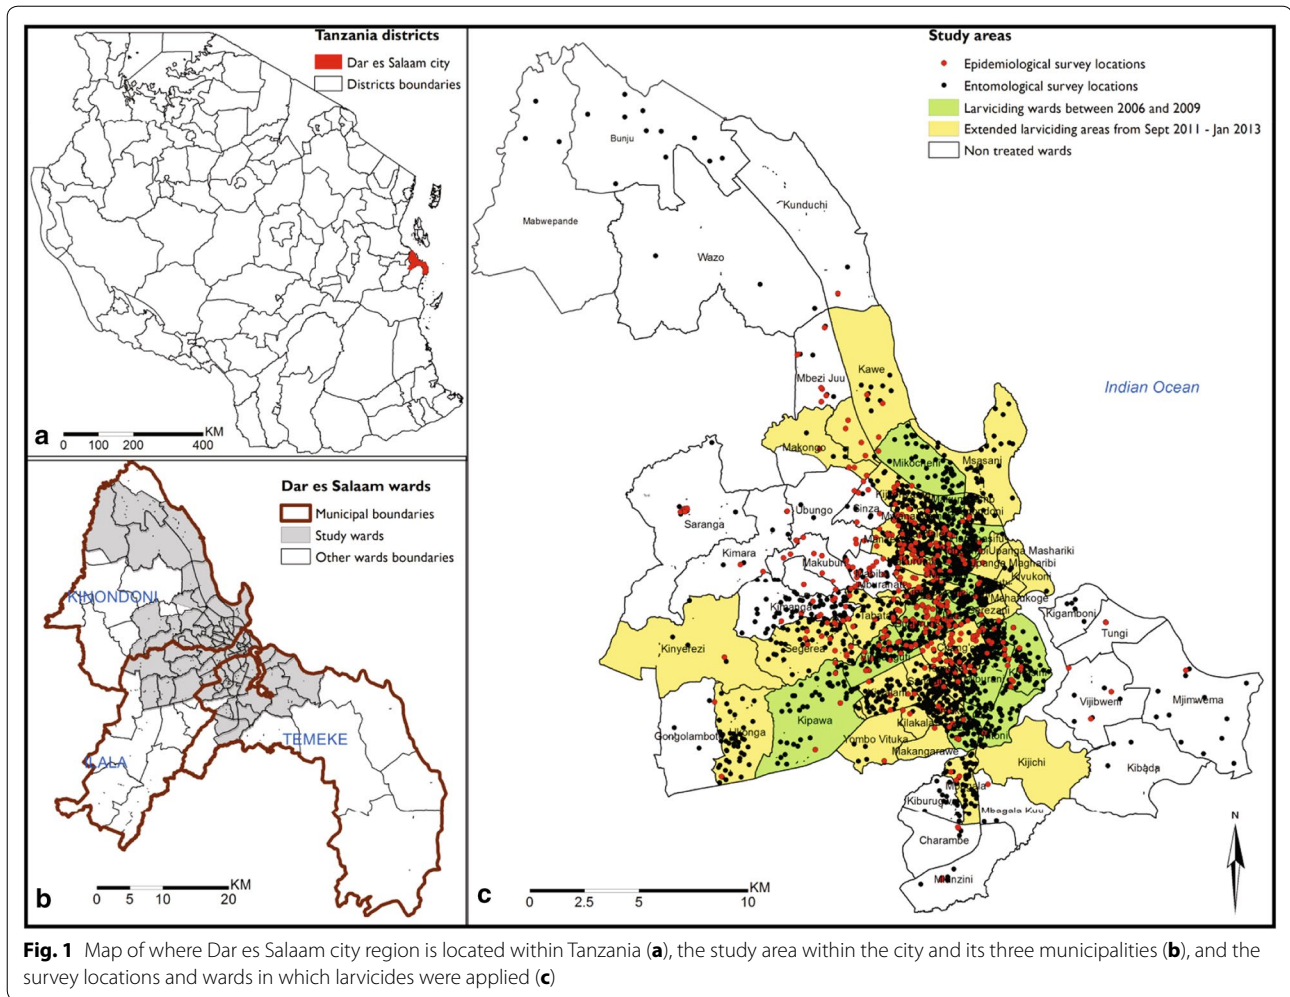 Tanzania districts
Dar es Salaam city
Districts boundaries
a
0 100 200 400 KM
Dar es Salaam wards
Municipal boundaries
Study wards
Other wards boundaries
KINONDONI
ILALA
TEMEKE
b
0 5 10 20 KM
Study areas
Epidemiological survey locations
Entomological survey locations
Larviciding wards between 2006 and 2009
Extended larviciding areas from Sept 2011 - Jan 2013
Non treated wards
Bunju
Mabwepande
Kunduchi
Wazo
Kawe
Mbezi Juu
Indian Ocean
Makongo
Mikocheni
Msasani
Saranga
Ubungo
Sinza
Kimara
Makuburi
Upanga Mashariki
Upanga Magharibi
Kivukoni
Mchafukoge
Kimanga
Tabata
Kigamboni
Tungi
Kinyerezi
Segerea
Vijibweni
Mjimwema
Gongolamboto
Ukonga
Kipawa
Kilakala
Yombo Vituka
Makangarawe
Kijichi
Kibada
Mbagala
Kiburugwa
Mbagala Kuu
Charambe
Mianzini
N
c
0 2.5 5 10 KM
Fig. 1 Map of where Dar es Salaam city region is located within Tanzania (a), the study area within the city and its three municipalities (b), and the
survey locations and wards in which larvicides were applied (c)